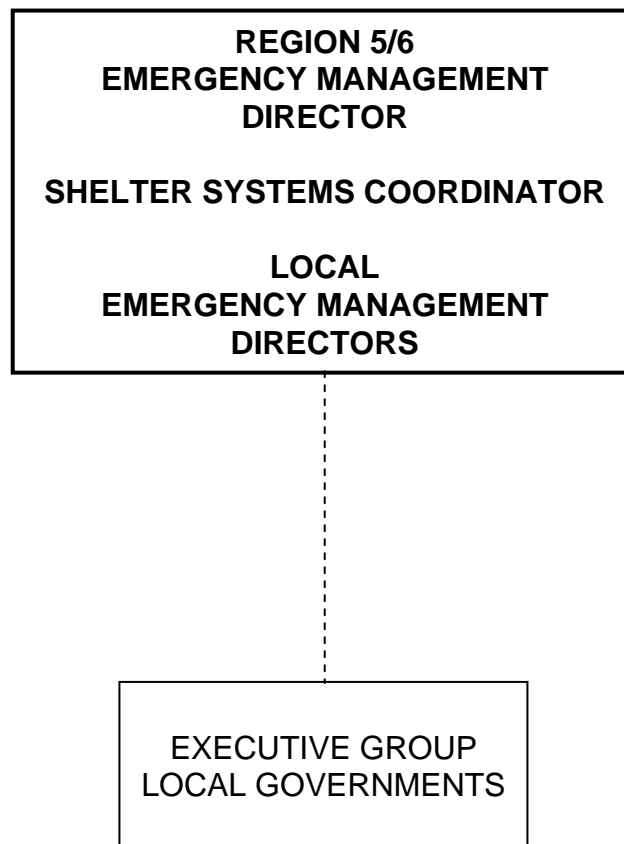 REGION 5/6
EMERGENCY MANAGEMENT
DIRECTOR
SHELTER SYSTEMS COORDINATOR
LOCAL
EMERGENCY MANAGEMENT
DIRECTORS
EXECUTIVE GROUP
LOCAL GOVERNMENTS